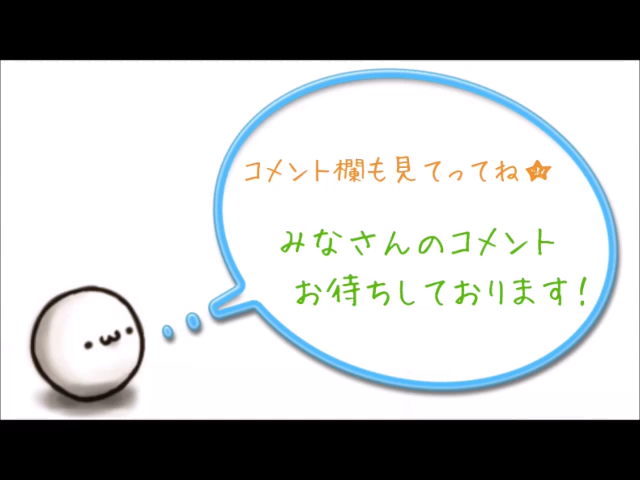 コメント欄も見てってね★
みなさんのコメント
お待ちしております!